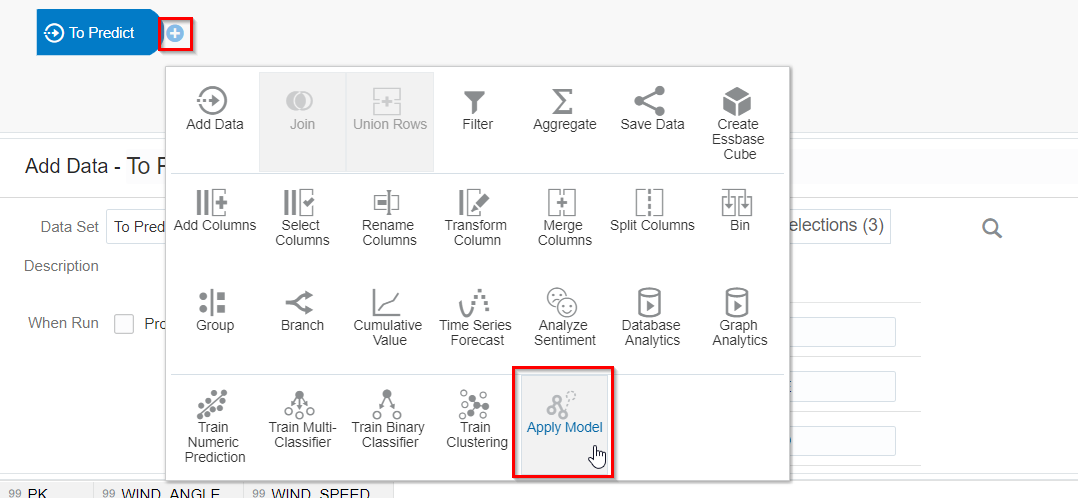 To Predict
Add Data
Join
Union Rows
Filter
Aggregate
Save Data
Create
Essbase
Cube
Add Data - To P
Add Columns
Select
Columns
Rename
Columns
Transform
Column
Merge
Columns
Split Columns
Bin
Data Set
To Pred
elections (3)
Description
When Run
Pro
Group
Branch
Cumulative
Value
Time Series
Forecast
Analyze
Sentiment
Database
Analytics
Graph
Analytics
Train
Numeric
Prediction
Train Multi-
Classifier
Train Binary
Classifier
Train
Clustering
Apply Model
99 PK
99 WIND_ANGLE
99 WIND_SPEED